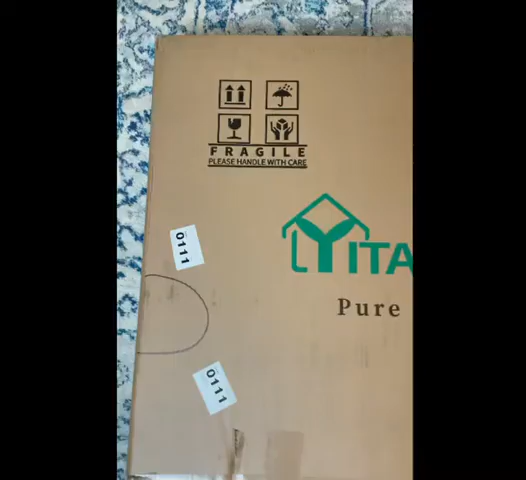 FRAGILE
PLEASE HANDLE WITH CARE
YITA
0111
Pure
0111